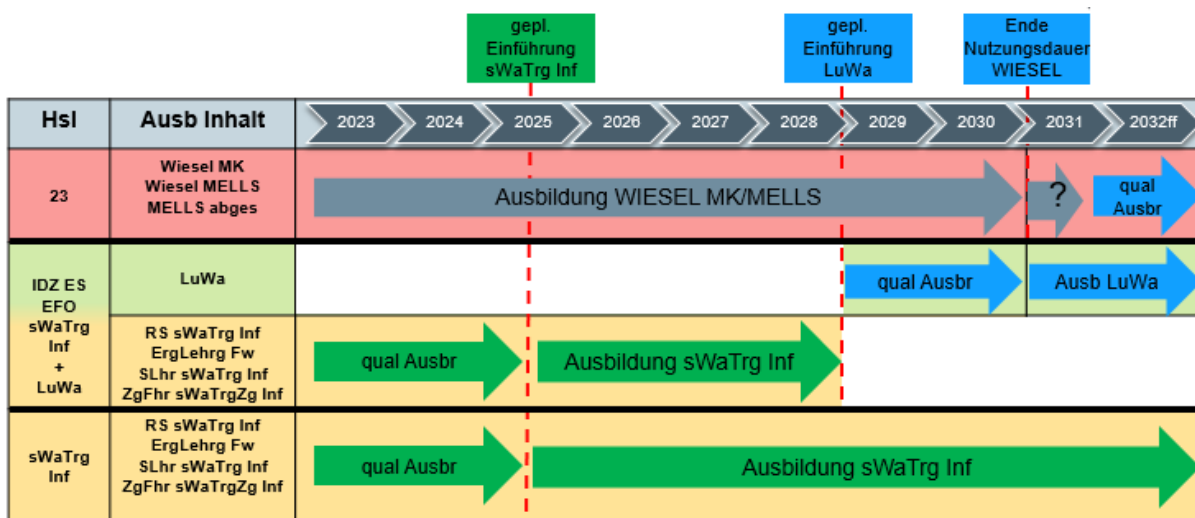 gepl.
Einführung
sWaTrg Inf
gepl.
Einführung
LuWa
Ende
Nutzungsdauer
WIESEL
Hsl
Ausb Inhalt
2023
2024
2025
2026
2027
2028
2029
2030
2031
2032ff
23
Wiesel MK
Wiesel MELLS
MELLS abges
Ausbildung WIESEL MK/MELLS
?
qual
Ausbr
IDZ ES
EFO
sWaTrg
Inf
+
LuWa
LuWa
qual Ausbr
Ausb LuWa
RS sWaTrg Inf
ErgLehrg Fw
SLhr sWaTrg Inf
ZgFhr sWaTrgZg Inf
qual Ausbr
Ausbildung sWaTrg Inf
sWaTrg
Inf
RS sWaTrg Inf
ErgLehrg Fw
SLhr sWaTrg Inf
ZgFhr sWaTrgZg Inf
qual Ausbr
Ausbildung sWaTrg Inf